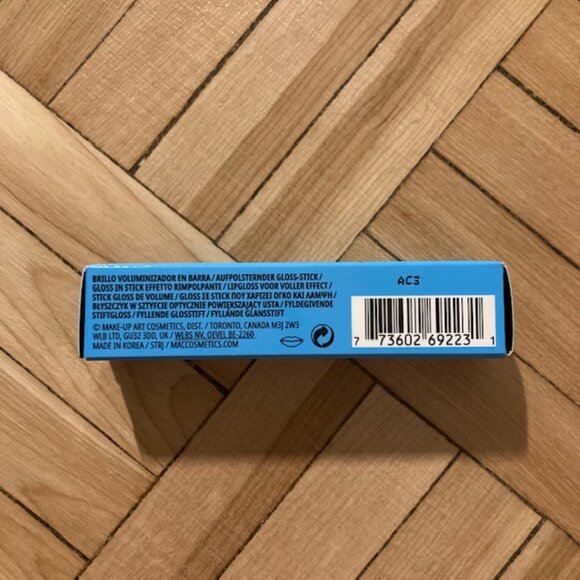 BRILLO VOLUMINIZADOR EN BARRA / AUFPOLSTERNDER GLOSS-STICK /
GLOSS IN STICK EFFETTO RIMPOLPANTE / LIPGLOSS VOOR VOLLER EFFECT /
STICK GLOSS DE VOLUME / GLOSS ΣΕ STICK ΠΟΥ ΧΑΡΙΖΕΙ ΟΓΚΟ ΚΑΙ ΛΑΜΨΗ /
BŁYSZCZYK W SZTYFCIE OPTYCZNIE POWIĘKSZAJĄCY USTA / FYLDEGIVENDE
STIFTGLOSS / FYLLENDE GLOSSTIFT / FYLLANDE GLANSSTIFT
© MAKE-UP ART COSMETICS, DIST. / TORONTO, CANADA M3J 2W3
WLB LTD, GU32 3DD, UK / WLBS NV. OEVEL BE-2260
MADE IN KOREA / STRJ / MACCOSMETICS.COM
AC3
7 73602 69223 1